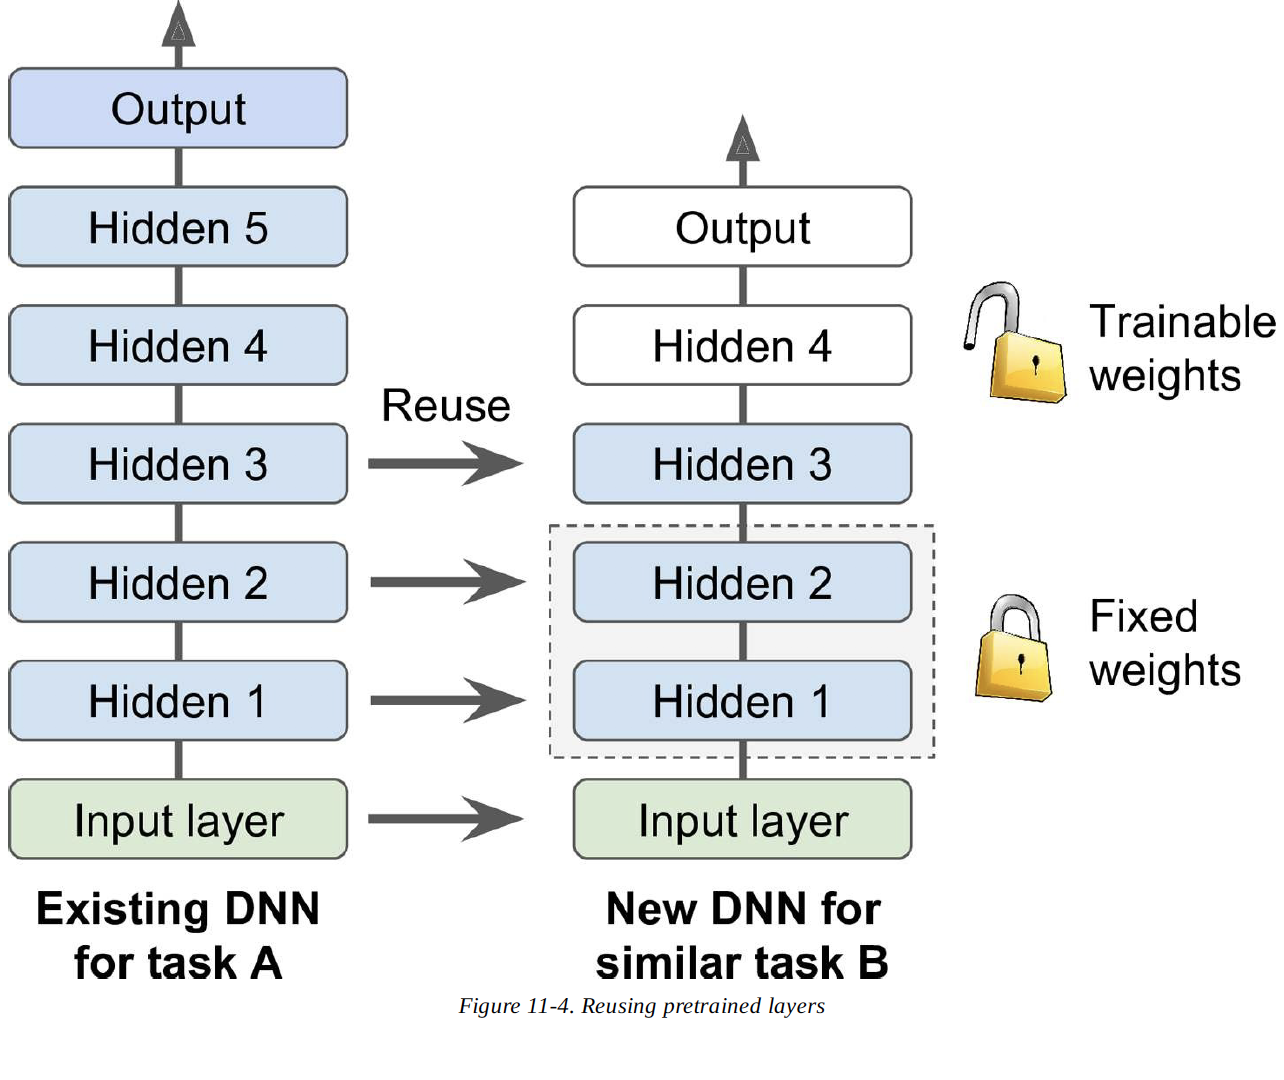 Output
Hidden 5
Hidden 4
Hidden 3
Hidden 2
Hidden 1
Input layer
Existing DNN
for task A
Reuse
Output
Hidden 4
Hidden 3
Hidden 2
Hidden 1
Input layer
New DNN for
similar task B
Trainable
weights
Fixed
weights
Figure 11-4. Reusing pretrained layers